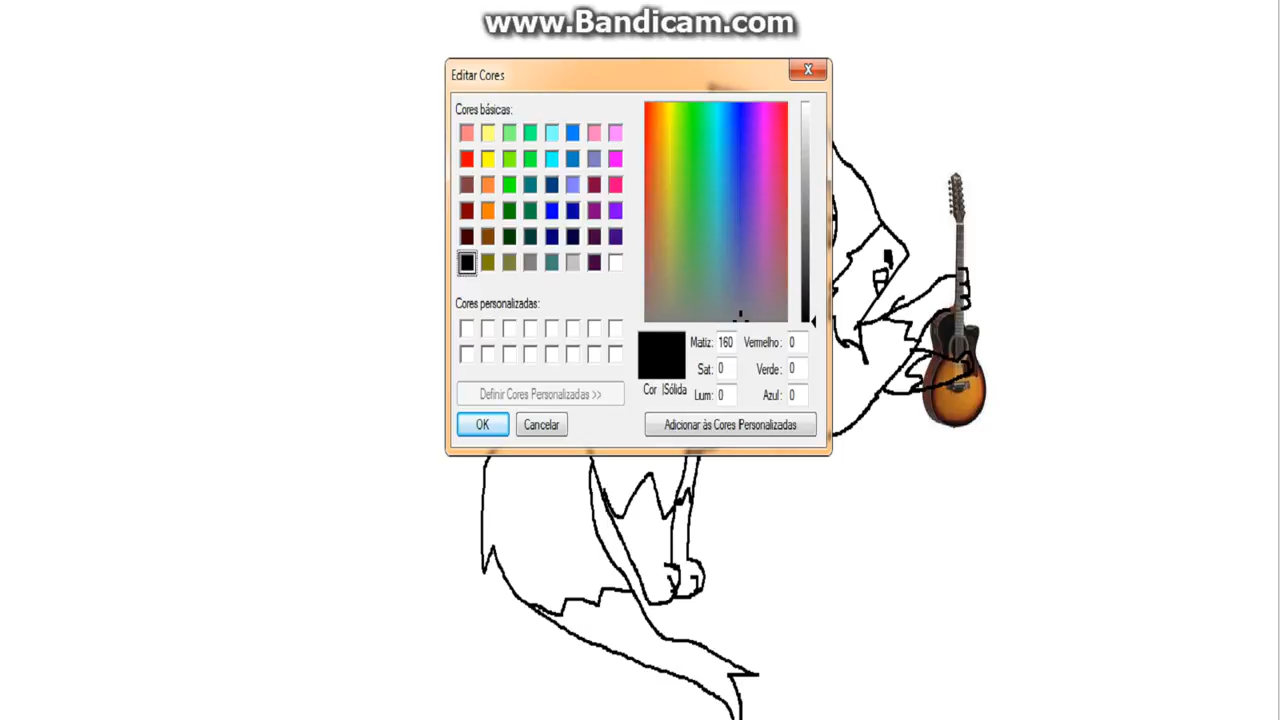 www.Bandicam.com
Editar Cores
Cores básicas:
Cores personalizadas:
Matiz: 160 Vermelho: 0
Sat: 0 Verde: 0
Cor |Sólida Lum: 0 Azul: 0
Definir Cores Personalizadas >>
OK Cancelar Adicionar às Cores Personalizadas